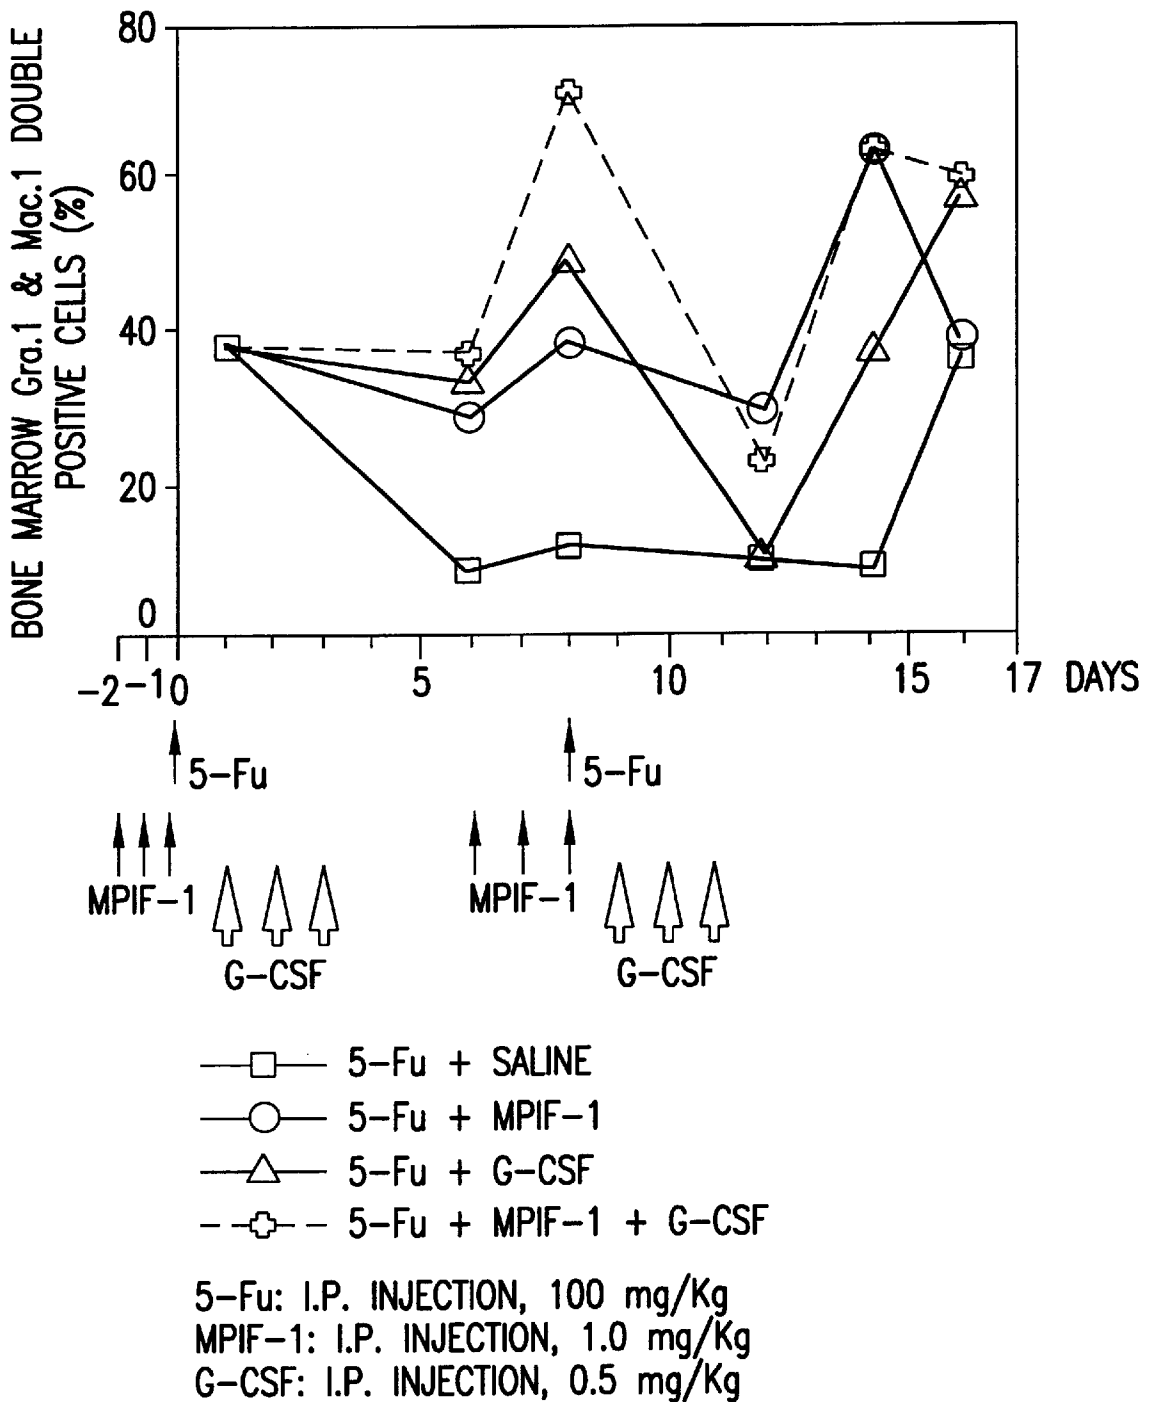 BONE MARROW Gra.1 & Mac.1 DOUBLE
POSITIVE CELLS (%)
80
60
40
20
0
-2 -1 0 5 10 15 17 DAYS
5-Fu 5-Fu
MPIF-1 MPIF-1
G-CSF G-CSF
5-Fu + SALINE
5-Fu + MPIF-1
5-Fu + G-CSF
5-Fu + MPIF-1 + G-CSF
5-Fu: I.P. INJECTION, 100 mg/Kg
MPIF-1: I.P. INJECTION, 1.0 mg/Kg
G-CSF: I.P. INJECTION, 0.5 mg/Kg